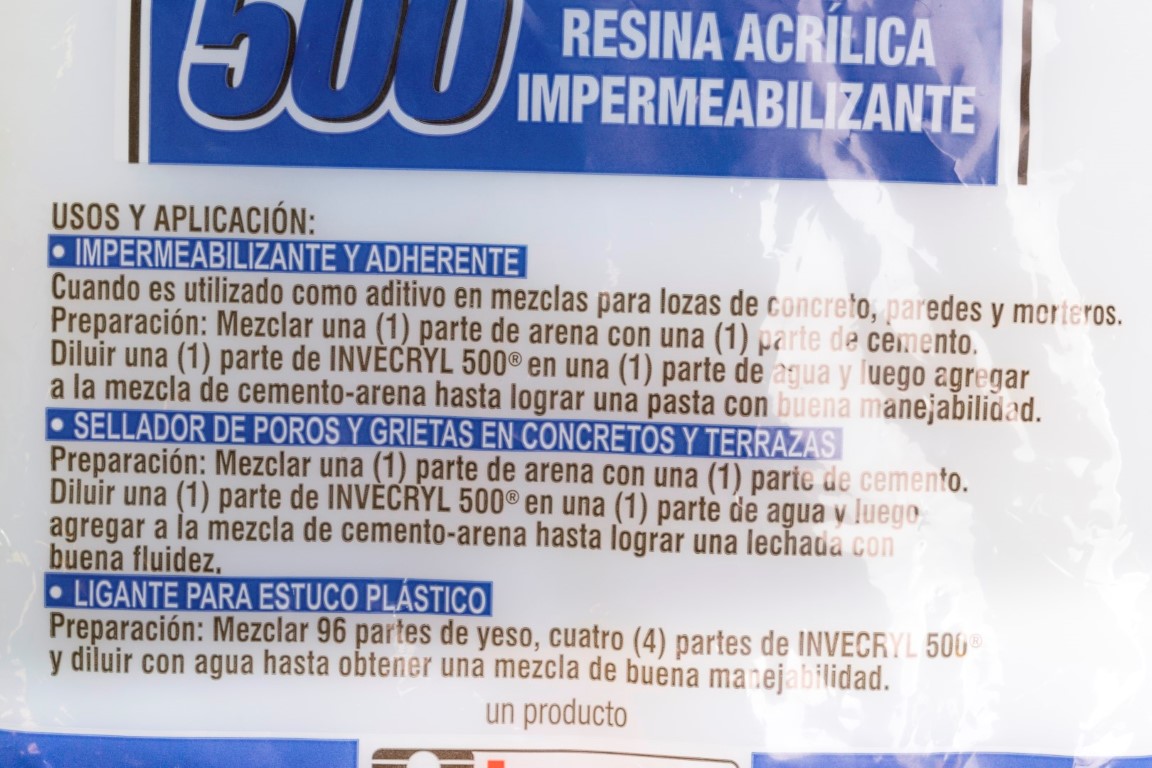 500
RESINA ACRÍLICA
IMPERMEABILIZANTE
USOS Y APLICACIÓN:
• IMPERMEABILIZANTE Y ADHERENTE
Cuando es utilizado como aditivo en mezclas para lozas de concreto, paredes y morteros.
Preparación: Mezclar una (1) parte de arena con una (1) parte de cemento.
Diluir una (1) parte de INVECRYL 500® en una (1) parte de agua y luego agregar
a la mezcla de cemento-arena hasta lograr una pasta con buena manejabilidad.
• SELLADOR DE POROS Y GRIETAS EN CONCRETOS Y TERRAZAS
Preparación: Mezclar una (1) parte de arena con una (1) parte de cemento.
Diluir una (1) parte de INVECRYL 500® en una (1) parte de agua y luego
agregar a la mezcla de cemento-arena hasta lograr una lechada con
buena fluidez.
• LIGANTE PARA ESTUCO PLÁSTICO
Preparación: Mezclar 96 partes de yeso, cuatro (4) partes de INVECRYL 500®
y diluir con agua hasta obtener una mezcla de buena manejabilidad.
un producto